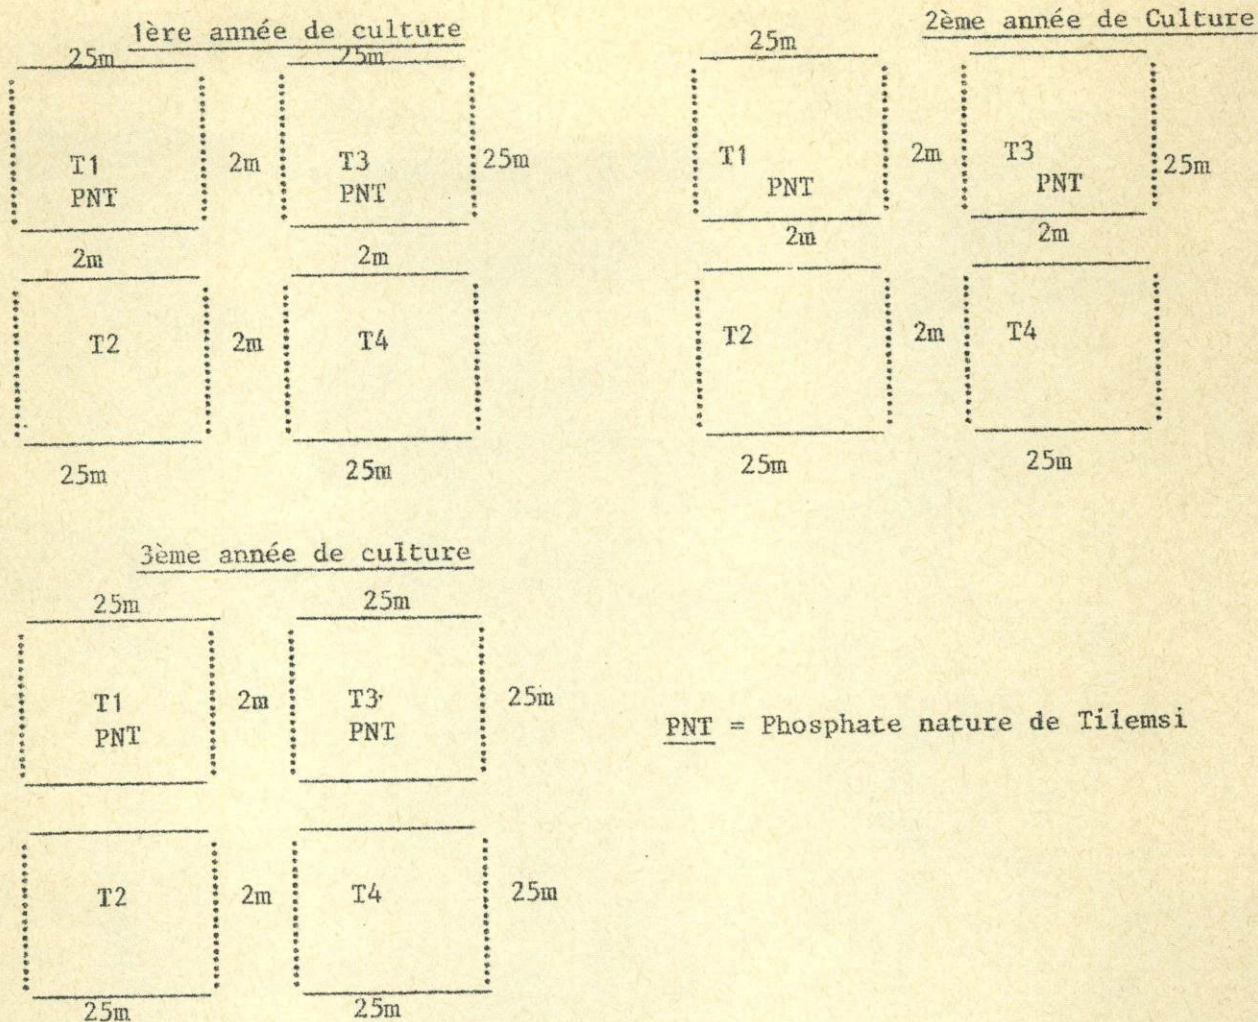 1ère année de culture
25m 25m
T1 2m T3 25m
PNT PNT
2m 2m
T2 2m T4
25m 25m
2ème année de Culture
25m
T1 2m T3 25m
PNT PNT
2m 2m
T2 2m T4
25m 25m
3ème année de culture
25m 25m
T1 2m T3 25m
PNT PNT
T2 2m T4 25m
25m 25m
PNT = Phosphate nature de Tilemsi